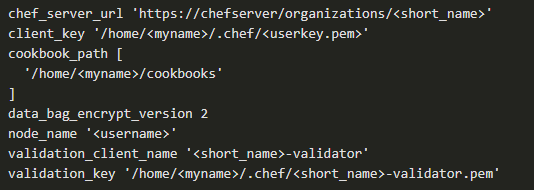 chef_server_url 'https://chefserver/organizations/<short_name>'
client_key '/home/<myname>/.chef/<userkey.pem>'
cookbook_path [
  '/home/<myname>/cookbooks'
]
data_bag_encrypt_version 2
node_name '<username>'
validation_client_name '<short_name>-validator'
validation_key '/home/<myname>/.chef/<short_name>-validator.pem'